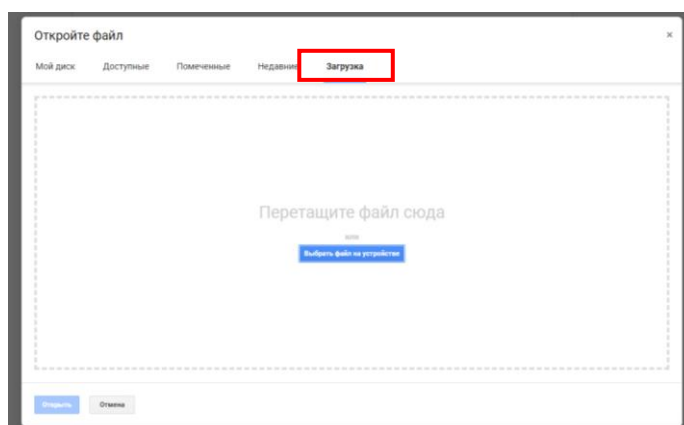 Откройте файл ×
Мой диск Доступные Помеченные Недавние Загрузка
Перетащите файл сюда
или
Выбрать файл на устройстве
Открыть Отмена